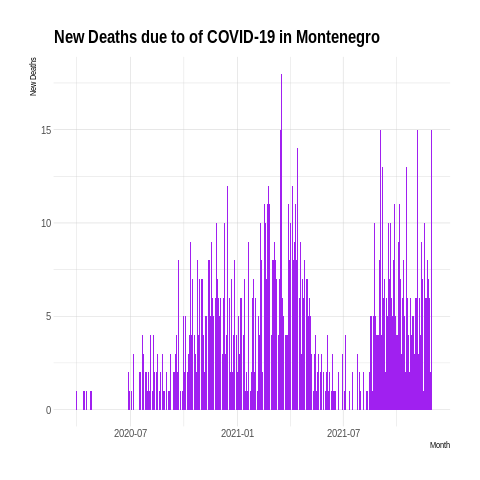 New Deaths due to of COVID-19 in Montenegro
New Deaths
15
10
5
0
2020-07 2021-01 2021-07
Month